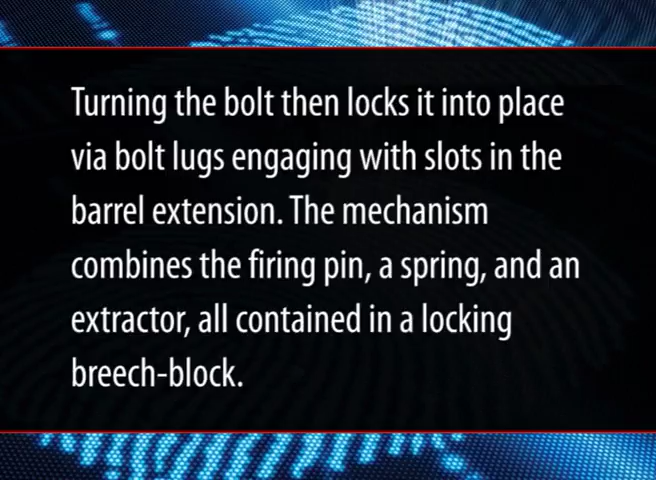 Turning the bolt then locks it into place
via bolt lugs engaging with slots in the
barrel extension. The mechanism
combines the firing pin, a spring, and an
extractor, all contained in a locking
breech-block.